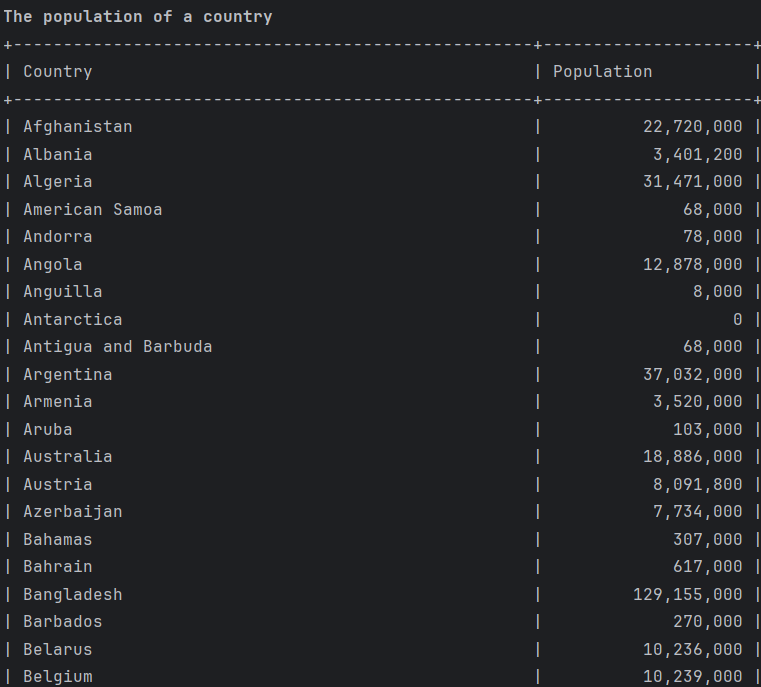 The population of a country
+----------------------------------------------------+---------------------+
| Country                                            | Population          |
+----------------------------------------------------+---------------------+
| Afghanistan                                        |          22,720,000 |
| Albania                                            |           3,401,200 |
| Algeria                                            |          31,471,000 |
| American Samoa                                     |              68,000 |
| Andorra                                            |              78,000 |
| Angola                                             |          12,878,000 |
| Anguilla                                           |               8,000 |
| Antarctica                                         |                   0 |
| Antigua and Barbuda                                |              68,000 |
| Argentina                                          |          37,032,000 |
| Armenia                                            |           3,520,000 |
| Aruba                                              |             103,000 |
| Australia                                          |          18,886,000 |
| Austria                                            |           8,091,800 |
| Azerbaijan                                         |           7,734,000 |
| Bahamas                                            |             307,000 |
| Bahrain                                            |             617,000 |
| Bangladesh                                         |         129,155,000 |
| Barbados                                           |             270,000 |
| Belarus                                            |          10,236,000 |
| Belgium                                            |          10,239,000 |